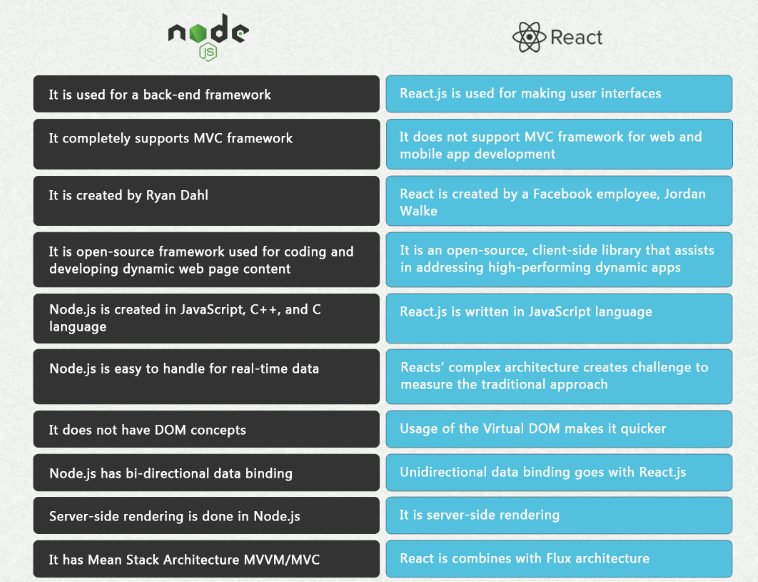 node
JS
React
It is used for a back-end framework
React.js is used for making user interfaces
It completely supports MVC framework
It does not support MVC framework for web and
mobile app development
It is created by Ryan Dahl
React is created by a Facebook employee, Jordan
Walke
It is open-source framework used for coding and
developing dynamic web page content
It is an open-source, client-side library that assists
in addressing high-performing dynamic apps
Node.js is created in JavaScript, C++, and C
language
React.js is written in JavaScript language
Node.js is easy to handle for real-time data
Reacts' complex architecture creates challenge to
measure the traditional approach
It does not have DOM concepts
Usage of the Virtual DOM makes it quicker
Node.js has bi-directional data binding
Unidirectional data binding goes with React.js
Server-side rendering is done in Node.js
It is server-side rendering
It has Mean Stack Architecture MVVM/MVC
React is combines with Flux architecture